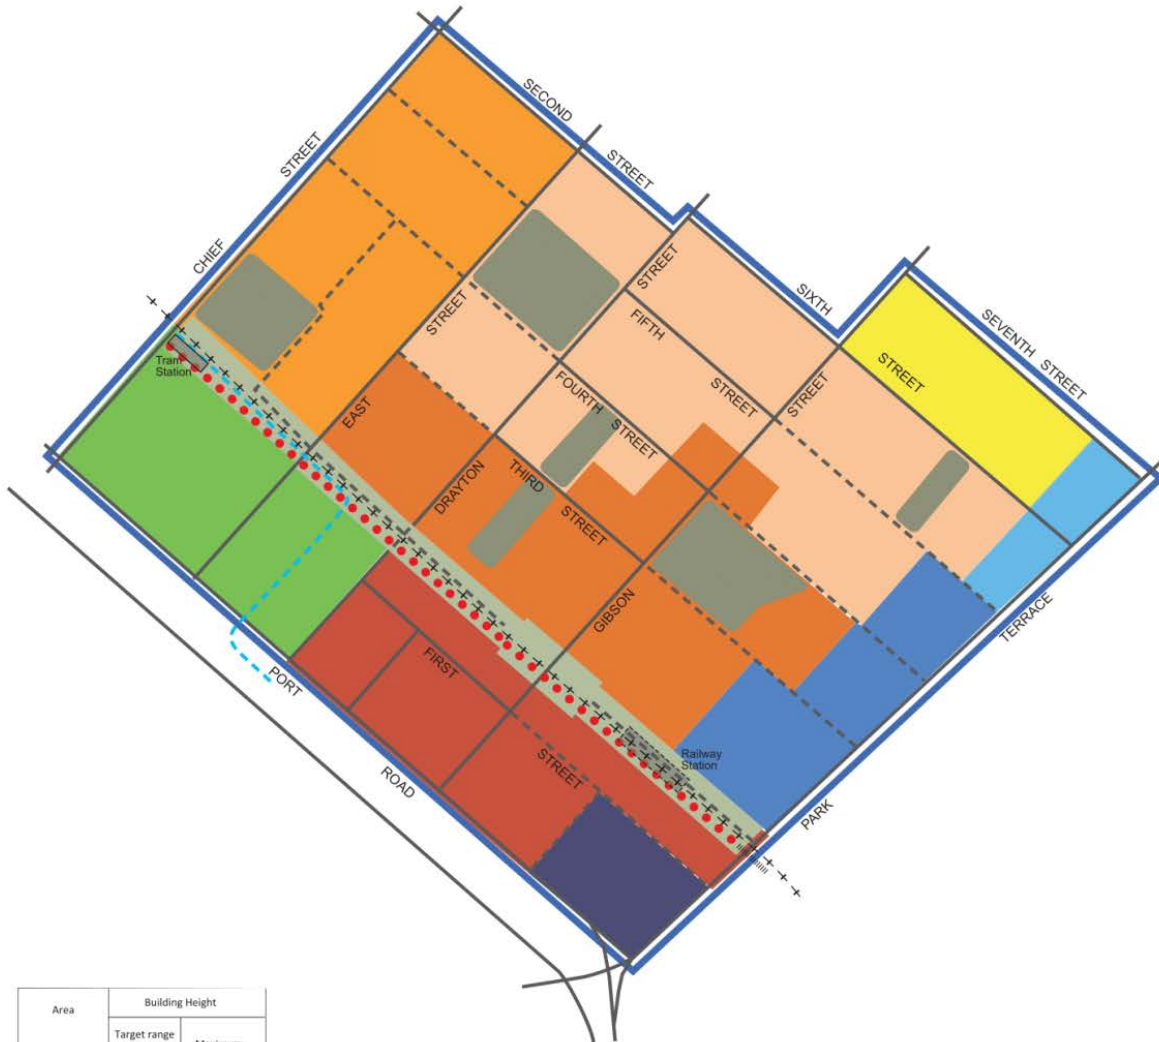 SECOND
STREET
STREET
CHIEF
STREET
SIXTH
SEVENTH STREET
STREET
FIFTH
STREET
STREET
STREET
Tram
Station
EAST
FOURTH
STREET
DRAYTON
THIRD
STREET
GIBSON
TERRACE
PORT
FIRST
STREET
Railway
Station
ROAD
PARK
Area
Building Height
Target range